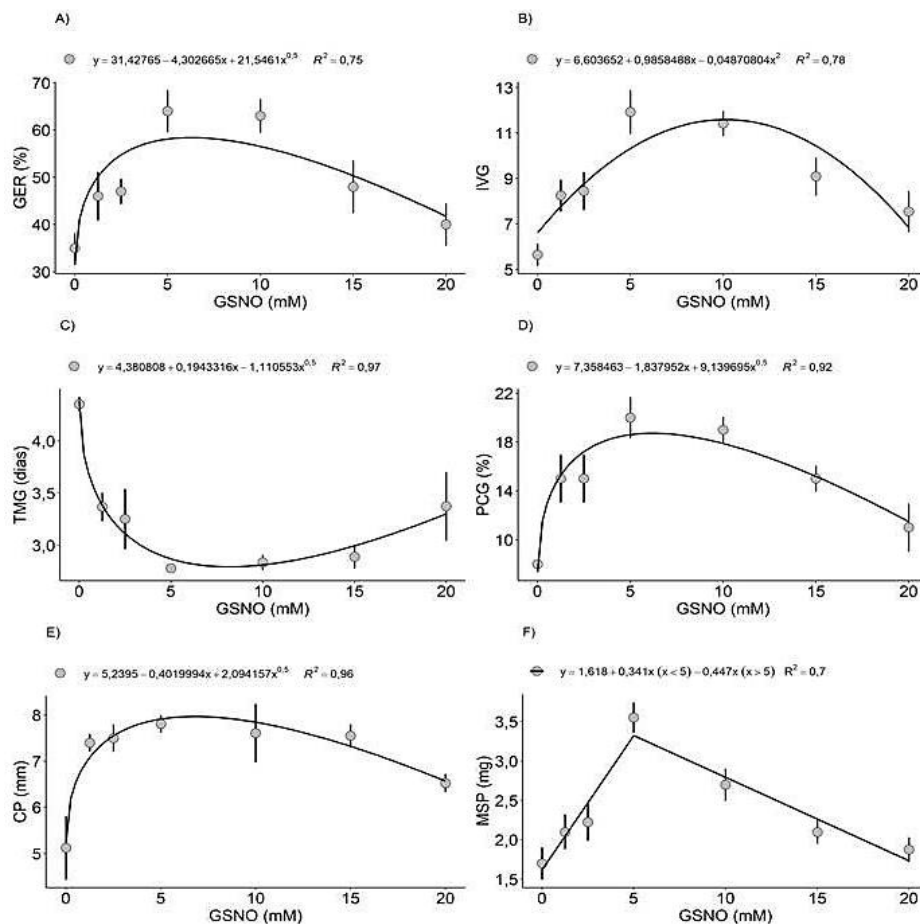 A)
y = 31,42765 − 4,302665x + 21,5461x^0,5 R² = 0,75
70
60
50
40
30
GER (%)
0 5 10 15 20
GSNO (mM)
B)
y = 6,603652 + 0,9858488x − 0,04870804x² R² = 0,78
13
11
9
7
5
IVG
0 5 10 15 20
GSNO (mM)
C)
y = 4,380808 + 0,1943316x − 1,110553x^0,5 R² = 0,97
4,0
3,5
3,0
TMG (dias)
0 5 10 15 20
GSNO (mM)
D)
y = 7,358463 − 1,837952x + 9,139695x^0,5 R² = 0,92
22
18
14
10
PCG (%)
0 5 10 15 20
GSNO (mM)
E)
y = 5,2395 − 0,4019994x + 2,094157x^0,5 R² = 0,96
8
7
6
5
CP (mm)
0 5 10 15 20
GSNO (mM)
F)
y = 1,618 + 0,341x (x < 5) − 0,447x (x > 5) R² = 0,7
3,5
3,0
2,5
2,0
1,5
MSP (mg)
0 5 10 15 20
GSNO (mM)